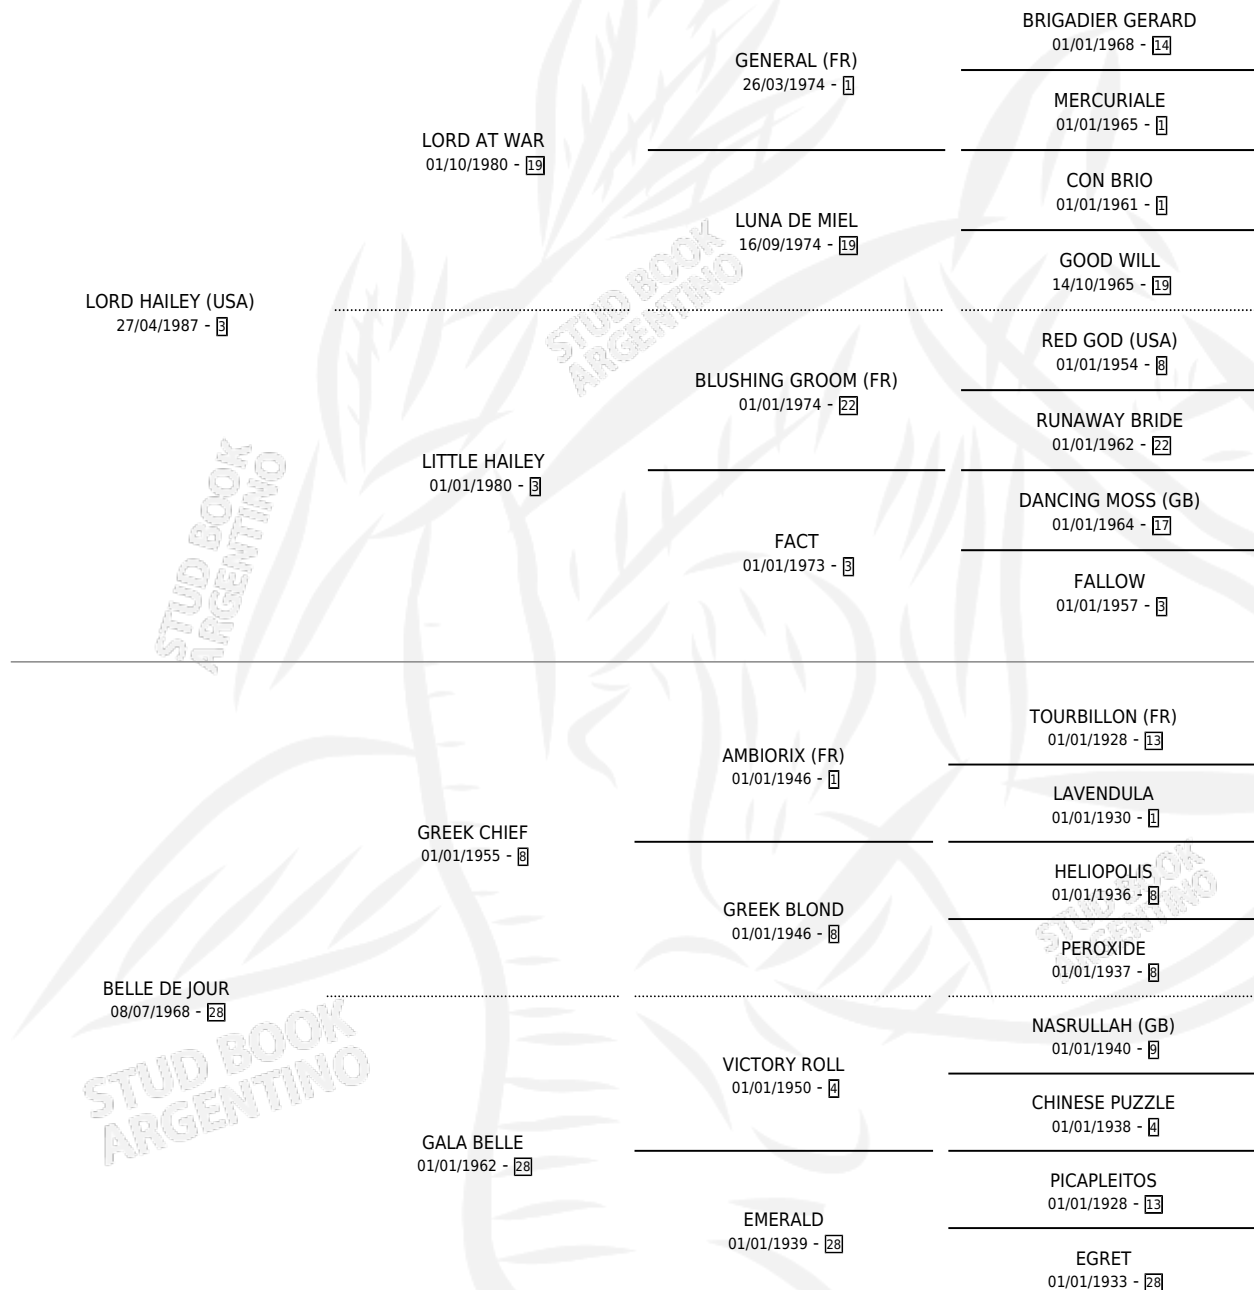 BRIGADIER GERARD
01/01/1968 - 14
GENERAL (FR)
26/03/1974 - 1
MERCURIALE
01/01/1965 - 1
LORD AT WAR
01/10/1980 - 19
CON BRIO
01/01/1961 - 1
LUNA DE MIEL
16/09/1974 - 19
GOOD WILL
14/10/1965 - 19
LORD HAILEY (USA)
27/04/1987 - 3
RED GOD (USA)
01/01/1954 - 8
BLUSHING GROOM (FR)
01/01/1974 - 22
RUNAWAY BRIDE
01/01/1962 - 22
LITTLE HAILEY
01/01/1980 - 3
DANCING MOSS (GB)
01/01/1964 - 17
FACT
01/01/1973 - 3
FALLOW
01/01/1957 - 3
TOURBILLON (FR)
01/01/1928 - 13
AMBIORIX (FR)
01/01/1946 - 1
LAVENDULA
01/01/1930 - 1
GREEK CHIEF
01/01/1955 - 8
HELIOPOLIS
01/01/1936 - 8
GREEK BLOND
01/01/1946 - 8
PEROXIDE
01/01/1937 - 8
BELLE DE JOUR
08/07/1968 - 28
NASRULLAH (GB)
01/01/1940 - 9
VICTORY ROLL
01/01/1950 - 4
CHINESE PUZZLE
01/01/1938 - 4
GALA BELLE
01/01/1962 - 28
PICAPLEITOS
01/01/1928 - 13
EMERALD
01/01/1939 - 28
EGRET
01/01/1933 - 28
STUD BOOK
ARGENTINO
STUD BOOK
ARGENTINO
STUD BOOK
ARGENTINO
STUD BOOK
ARGENTINO